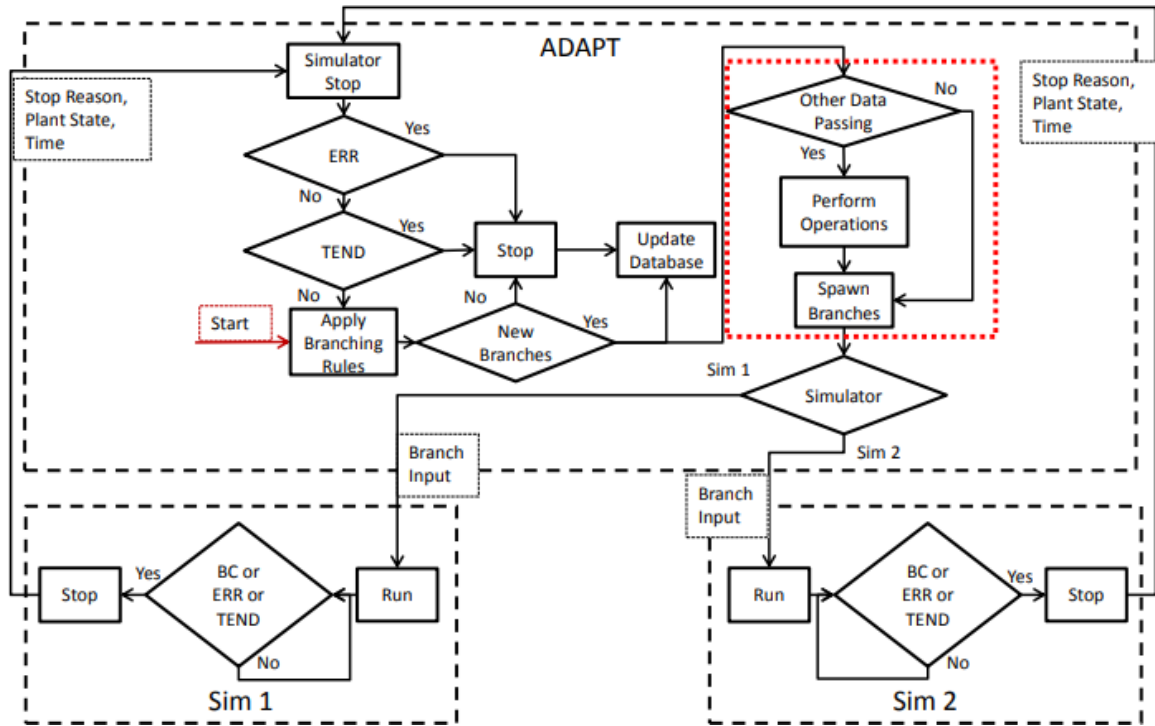 ADAPT
Simulator
Stop
Stop Reason,
Plant State,
Time
ERR
Yes
No
TEND
Yes
No
Start
Apply
Branching
Rules
Stop
No
New
Branches
Yes
Update
Database
Other Data
Passing
No
Yes
Perform
Operations
Spawn
Branches
Stop Reason,
Plant State,
Time
Simulator
Sim 1
Sim 2
Branch
Input
Branch
Input
Stop
Yes
BC or
ERR or
TEND
No
Run
Sim 1
Run
BC or
ERR or
TEND
Yes
No
Stop
Sim 2